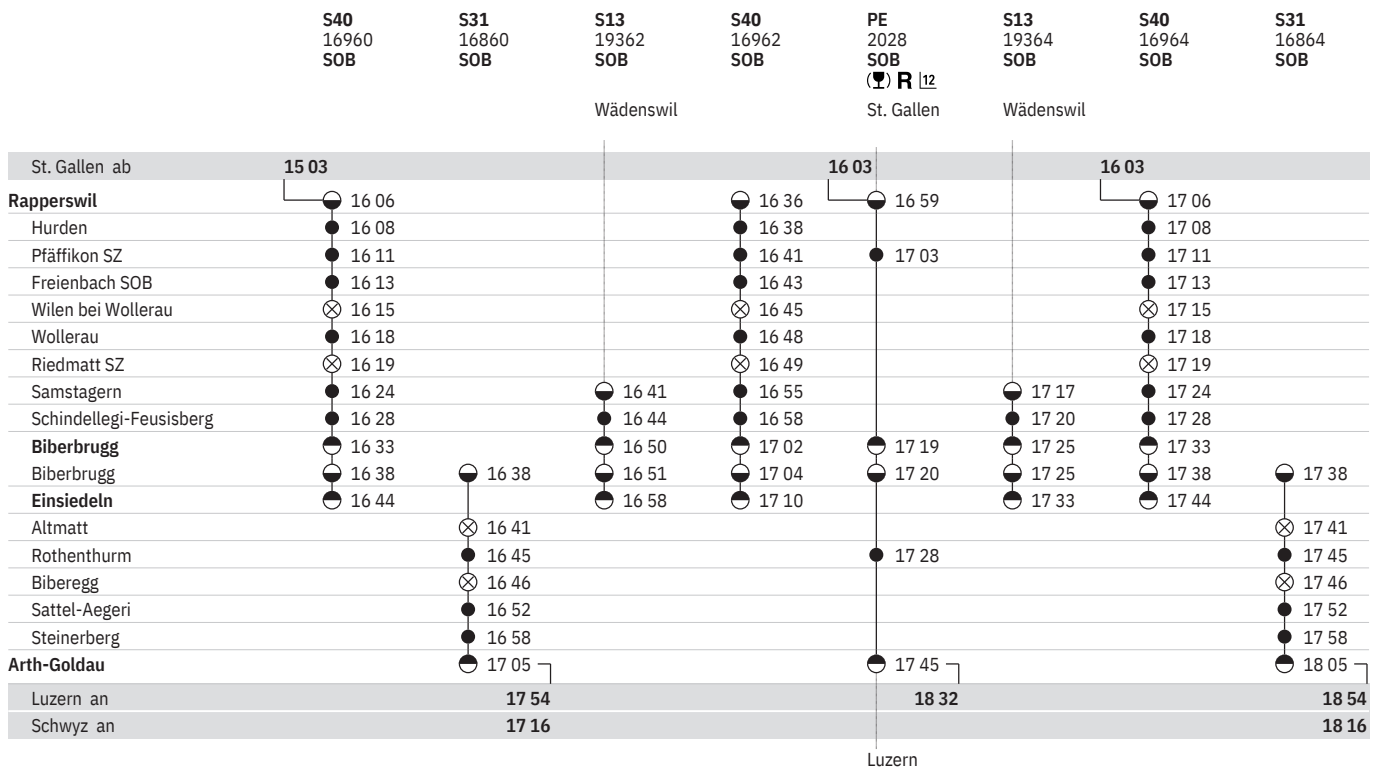 S40 S31 S13 S40 PE S13 S40 S31
16960 16860 19362 16962 2028 19364 16964 16864
SOB SOB SOB SOB SOB SOB SOB SOB
R 12
Wädenswil St. Gallen Wädenswil
St. Gallen ab 15 03 16 03 16 03
Rapperswil 16 06 16 36 16 59 17 06
Hurden 16 08 16 38 17 08
Pfäffikon SZ 16 11 16 41 17 03 17 11
Freienbach SOB 16 13 16 43 17 13
Wilen bei Wollerau 16 15 16 45 17 15
Wollerau 16 18 16 48 17 18
Riedmatt SZ 16 19 16 49 17 19
Samstagern 16 24 16 41 16 55 17 17 17 24
Schindellegi-Feusisberg 16 28 16 44 16 58 17 20 17 28
Biberbrugg 16 33 16 50 17 02 17 19 17 25 17 33
Biberbrugg 16 38 16 38 16 51 17 04 17 20 17 25 17 38 17 38
Einsiedeln 16 44 16 58 17 10 17 33 17 44
Altmatt 16 41 17 41
Rothenthurm 16 45 17 28 17 45
Biberegg 16 46 17 46
Sattel-Aegeri 16 52 17 52
Steinerberg 16 58 17 58
Arth-Goldau 17 05 17 45 18 05
Luzern an 17 54 18 32 18 54
Schwyz an 17 16 18 16
Luzern